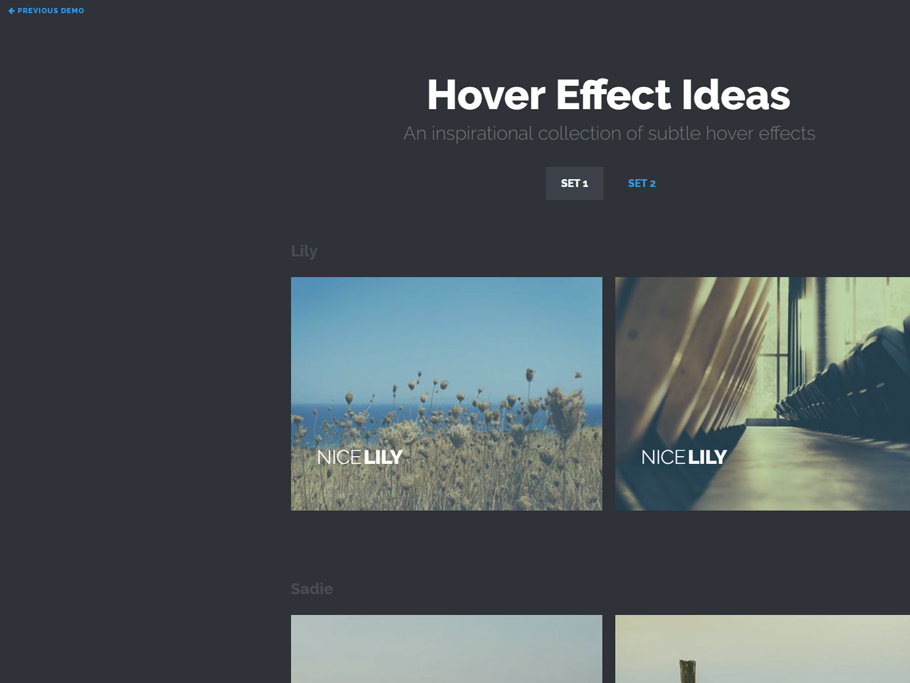 ← PREVIOUS DEMO
Hover Effect Ideas
An inspirational collection of subtle hover effects
SET 1
SET 2
Lily
NICE LILY
NICE LILY
Sadie